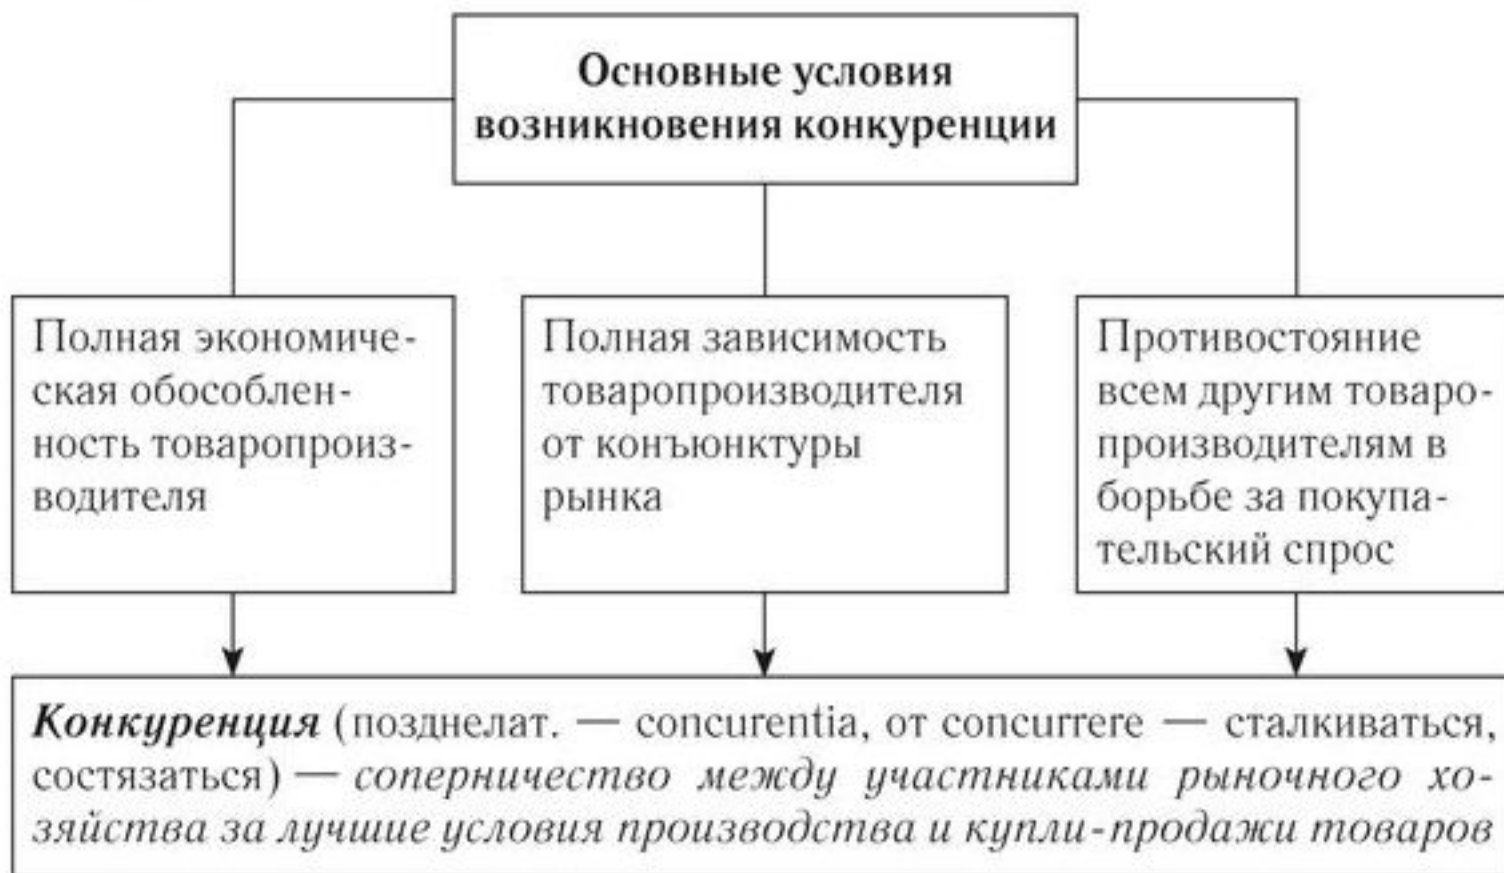 Основные условия
возникновения конкуренции
Полная экономиче-
ская обособлен-
ность товаропроиз-
водителя
Полная зависимость
товаропроизводителя
от конъюнктуры
рынка
Противостояние
всем другим товаро-
производителям в
борьбе за покупа-
тельский спрос
Конкуренция (позднелат. — concurentia, от concurrere — сталкиваться,
состязаться) — соперничество между участниками рыночного хо-
зяйства за лучшие условия производства и купли-продажи товаров